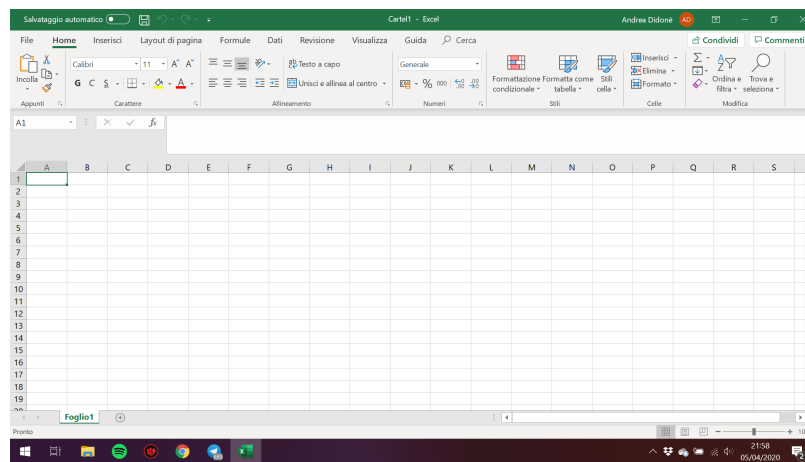 Salvataggio automatico Cartel1 - Excel Andrea Didonè AD
File Home Inserisci Layout di pagina Formule Dati Revisione Visualizza Guida Cerca Condividi Commenti
Incolla Calibri 11 A^ Aˇ Testo a capo Generale Formattazione condizionale Formatta come tabella Stili cella Inserisci Elimina Formato Ordina e filtra Trova e seleziona
G C S A Unisci e allinea al centro % 000
Appunti Carattere Allineamento Numeri Stili Celle Modifica
A1 fx
A B C D E F G H I J K L M N O P Q R S
1
2
3
4
5
6
7
8
9
10
11
12
13
14
15
16
17
18
19
Foglio1
Pronto 10
21:58
05/04/2020